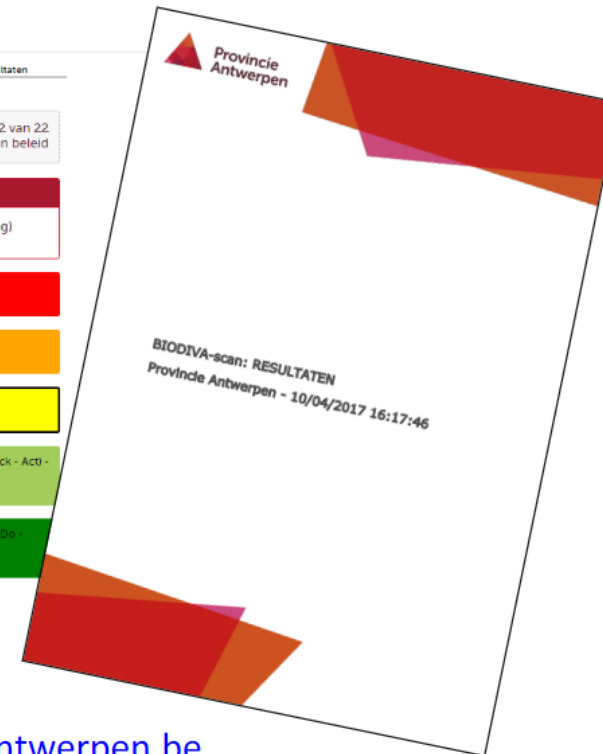 ltaten
2 van 22
n beleid
g)
ck - Act) -
Do -
Provincie
Antwerpen
BIODIVA-scan: RESULTATEN
Provincie Antwerpen - 10/04/2017 16:17:46
ntwerpen.be